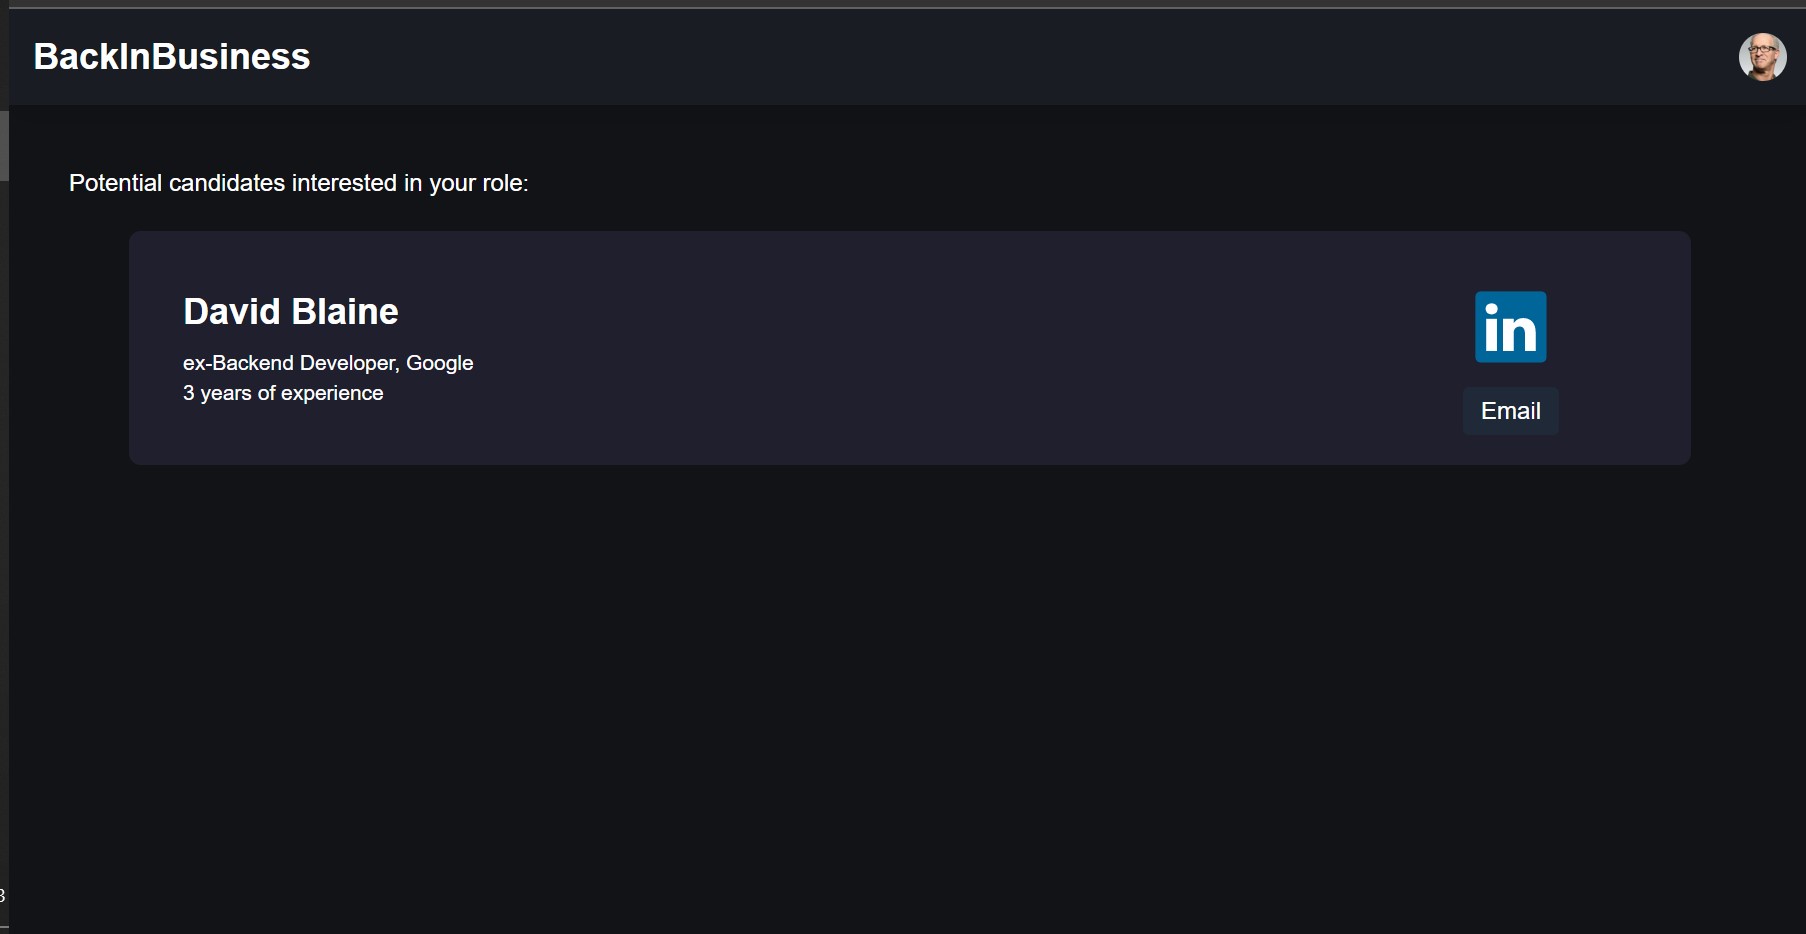 BackInBusiness
Potential candidates interested in your role:
David Blaine
ex-Backend Developer, Google
3 years of experience
in
Email
3